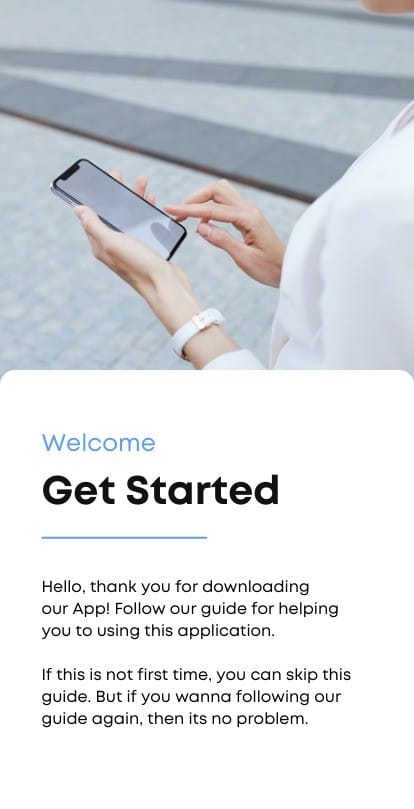 Welcome
Get Started
Hello, thank you for downloading
our App! Follow our guide for helping
you to using this application.
If this is not first time, you can skip this
guide. But if you wanna following our
guide again, then its no problem.